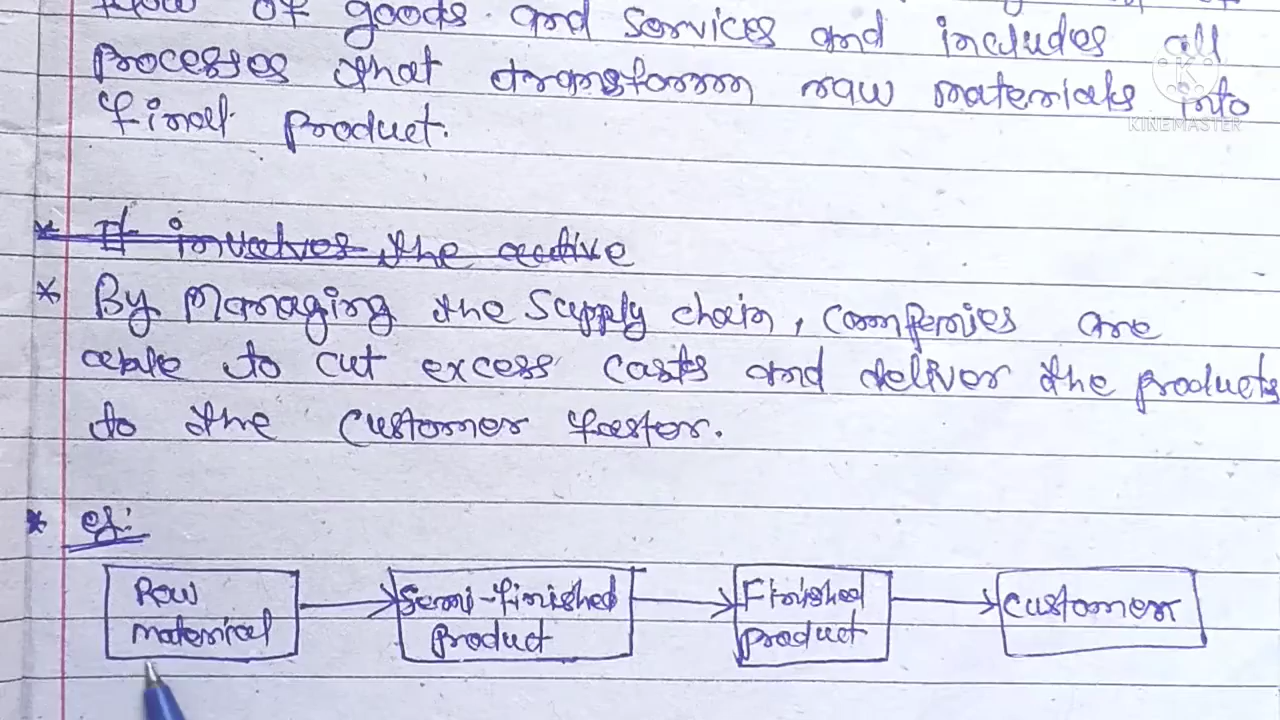 of goods and services and includes all
processes that transform raw materials into
final product.
KINEMASTER
* It involves the active
* By Managing the Supply chain, companies are
able to cut excess costs and deliver the products
to the customer faster.
* eg:
Raw material → Semi-finished product → Finished product → customer